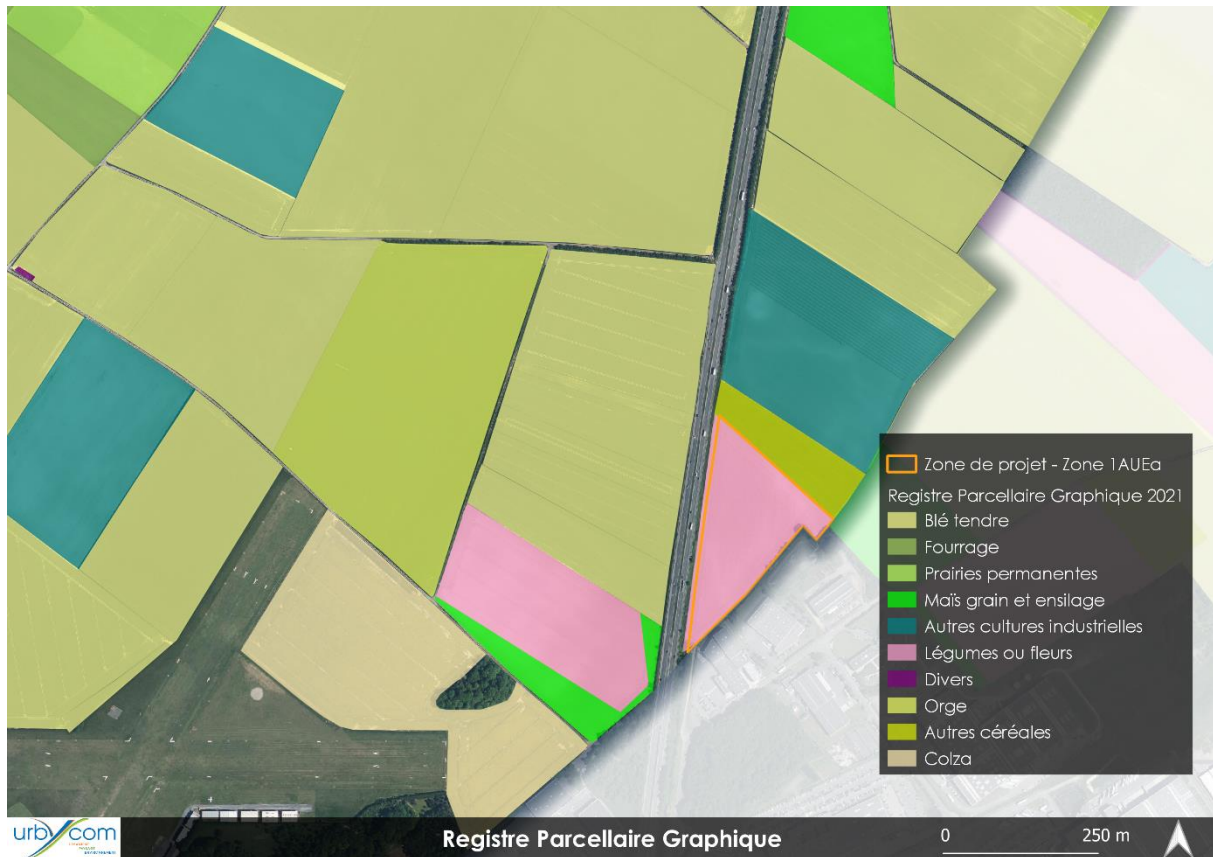 Zone de projet - Zone 1AUEa
Registre Parcellaire Graphique 2021
Blé tendre
Fourrage
Prairies permanentes
Maïs grain et ensilage
Autres cultures industrielles
Légumes ou fleurs
Divers
Orge
Autres céréales
Colza
urbycom
Registre Parcellaire Graphique
0 250 m